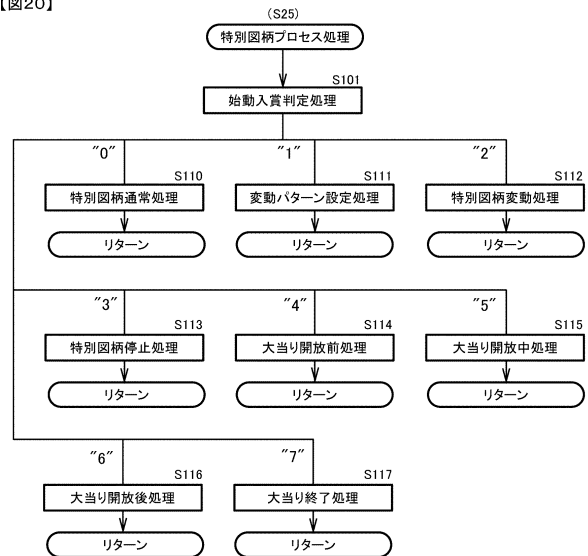 【図20】
(S25)
特別図柄プロセス処理
S101
始動入賞判定処理
"0" "1" "2"
S110 S111 S112
特別図柄通常処理 変動パターン設定処理 特別図柄変動処理
リターン リターン リターン
"3" "4" "5"
S113 S114 S115
特別図柄停止処理 大当り開放前処理 大当り開放中処理
リターン リターン リターン
"6" "7"
S116 S117
大当り開放後処理 大当り終了処理
リターン リターン